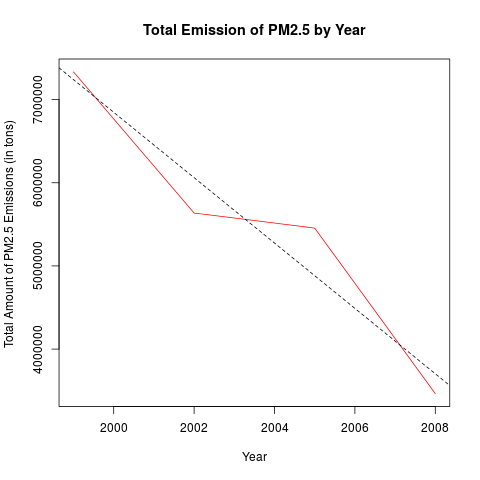 Total Emission of PM2.5 by Year
Total Amount of PM2.5 Emissions (in tons)
7000000
6000000
5000000
4000000
2000 2002 2004 2006 2008
Year